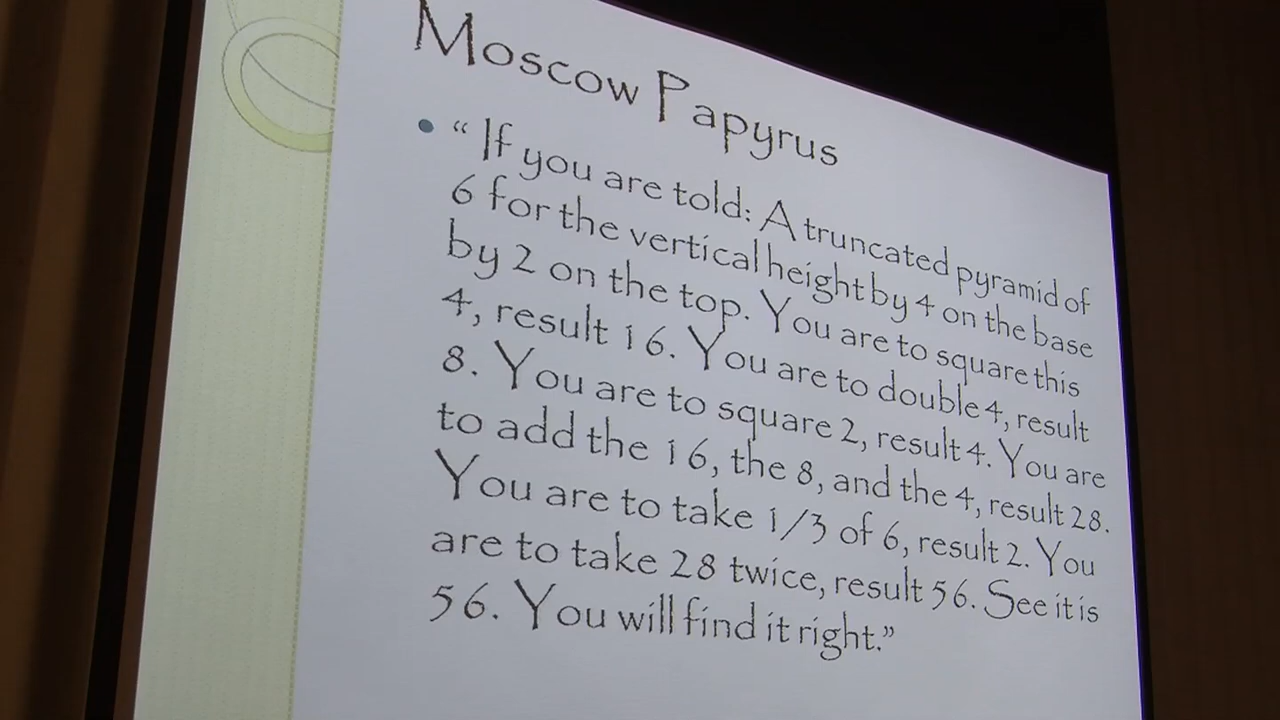 Moscow Papyrus
• “ If you are told: A truncated pyramid of
6 for the vertical height by 4 on the base
by 2 on the top. You are to square this
4, result 16. You are to double 4, result
8. You are to square 2, result 4. You are
to add the 16, the 8, and the 4, result 28.
You are to take 1/3 of 6, result 2. You
are to take 28 twice, result 56. See it is
56. You will find it right.”